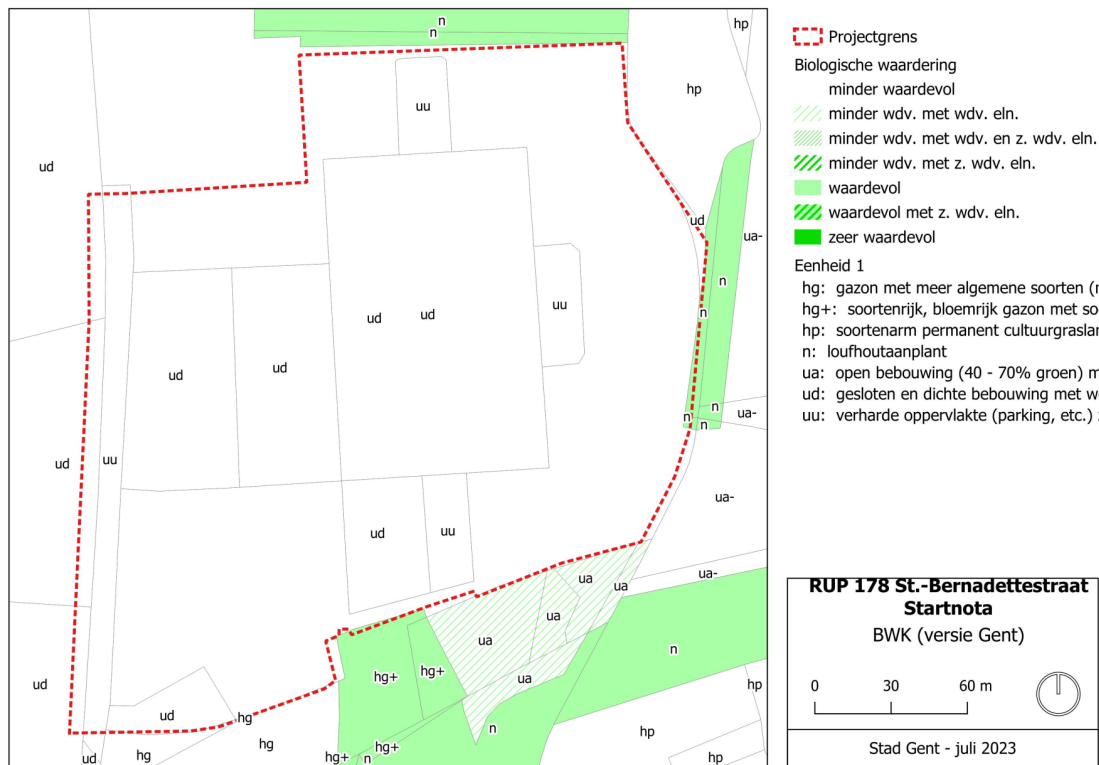 n
n
hp
hp
uu
ud
ud
ua-
n
n
uu
ud
ud
ud
ud
n
n
n
ua-
ud
uu
ua-
ud
uu
ua
ua
ua-
ua
ua
n
hg+
hg+
ua
ud
hp
ud
hg
n
hg
hg+
hp
ud
hg
hg+
n
hp
Projectgrens
Biologische waardering
minder waardevol
minder wdv. met wdv. eln.
minder wdv. met wdv. en z. wdv. eln.
minder wdv. met z. wdv. eln.
waardevol
waardevol met z. wdv. eln.
zeer waardevol
Eenheid 1
hg: gazon met meer algemene soorten
hg+: soortenrijk, bloemrijk gazon met
hp: soortenarm permanent
n: loufhoutaanplant
ua: open bebouwing (40 - 70% groen)
ud: gesloten en dichte bebouwing met
uu: verharde oppervlakte (parking, etc.)
RUP 178 St.-Bernadettestraat
Startnota
BWK (versie Gent)
0 30 60 m
Stad Gent - juli 2023